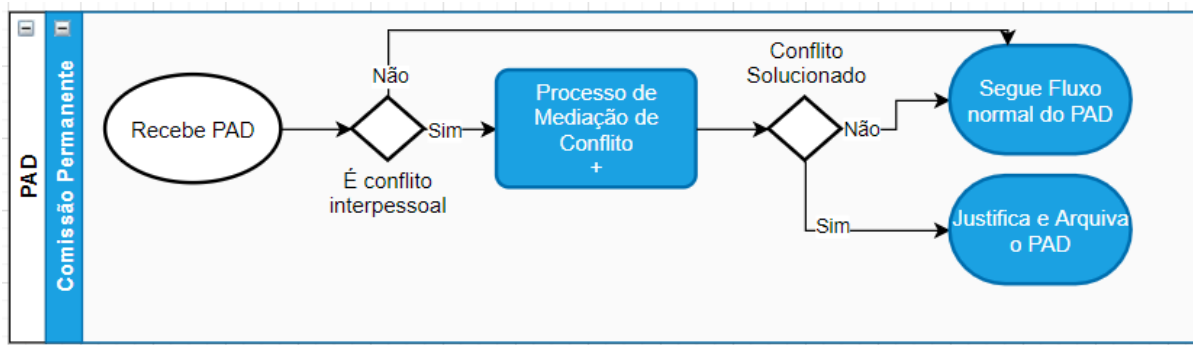 PAD
Comissão Permanente
Recebe PAD
É conflito
interpessoal
Não
Sim
Processo de
Mediação de
Conflito
+
Conflito
Solucionado
Não
Sim
Segue Fluxo
normal do PAD
Justifica e Arquiva
o PAD